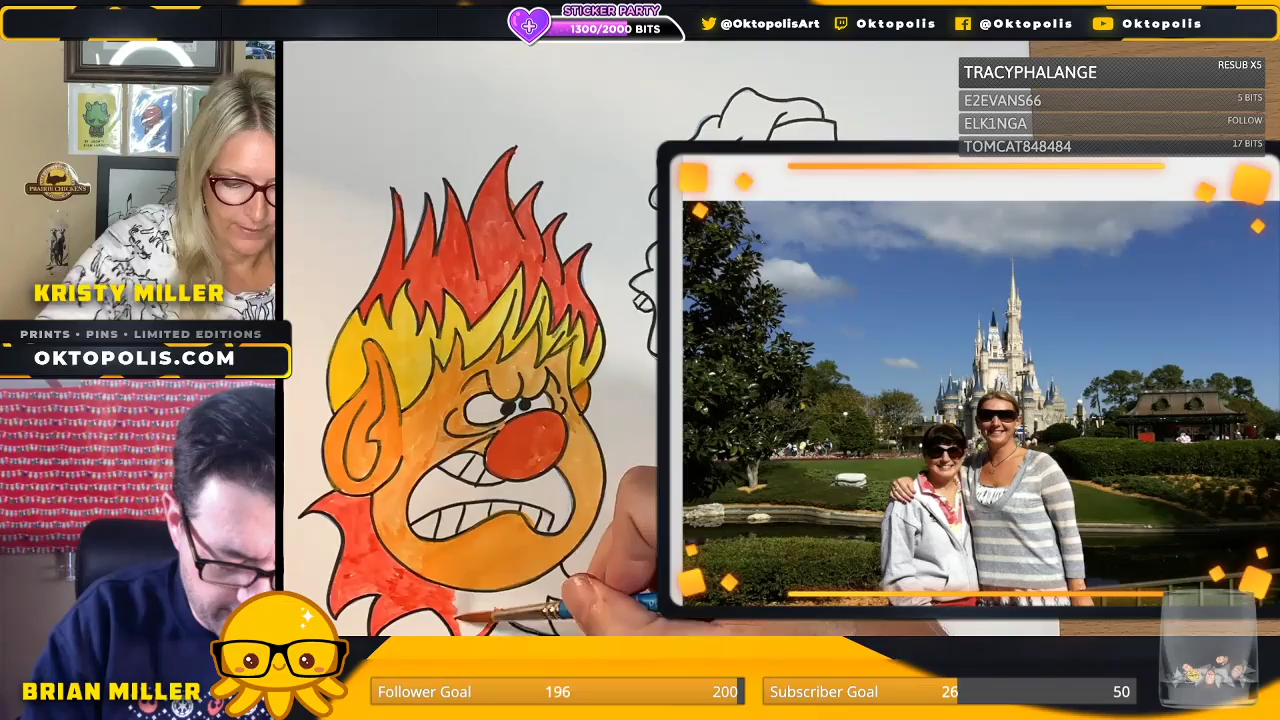 STICKER PARTY
1300/2000 BITS
@OktopolisArt
Oktopolis
@Oktopolis
Oktopolis
TRACYPHALANGE RESUB X5
E2EVANS66 5 BITS
ELK1NGA FOLLOW
TOMCAT848484 17 BITS
PRAIRIE CHICKENS
KRISTY MILLER
PRINTS • PINS • LIMITED EDITIONS
OKTOPOLIS.COM
BRIAN MILLER
Follower Goal 196 200
Subscriber Goal 26 50